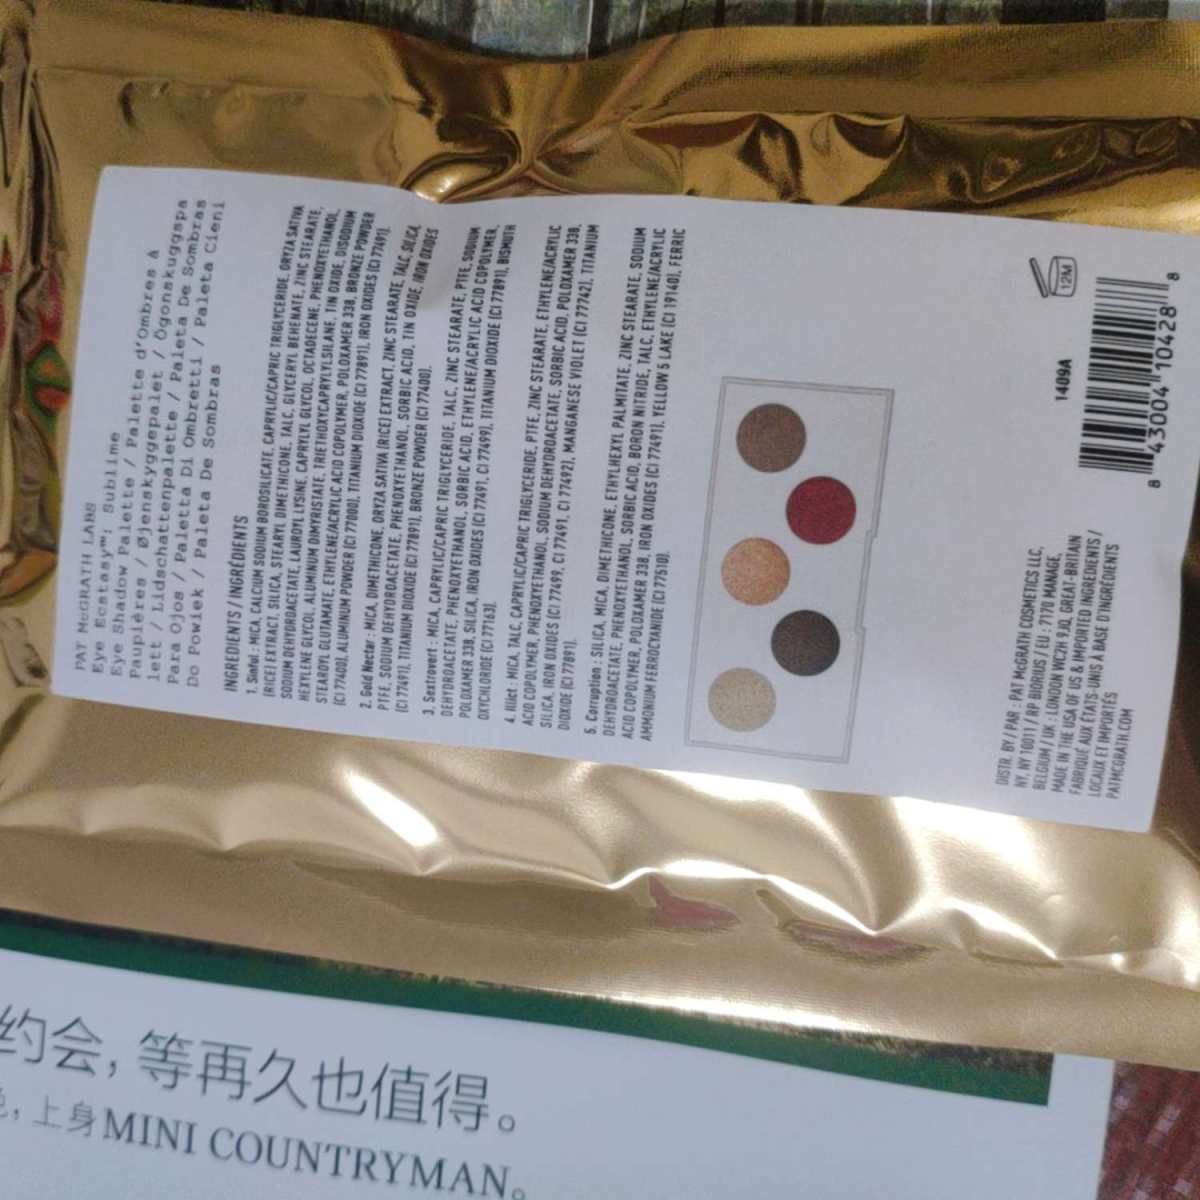 PAT McGRATH LABS
Eye Ecstasy™: Sublime
Eye Shadow Palette / Palette d'Ombres à
Paupières / Øjenskyggepalet / Ögonskuggspa
lett / Lidschattenpalette / Paleta De Sombras
Para Ojos / Paletta Di Ombretti / Paleta Cieni
Do Powiek / Paleta De Sombras
INGREDIENTS / INGRÉDIENTS
1. Sinful : MICA, CALCIUM SODIUM BOROSILICATE, CAPRYLIC/CAPRIC TRIGLYCERIDE, ORYZA SATIVA
(RICE) EXTRACT, SILICA, STEARYL DIMETHICONE, TALC, GLYCERYL BEHENATE, ZINC STEARATE,
SODIUM DEHYDROACETATE, LAUROYL LYSINE, CAPRYLYL GLYCOL, OCTADECENE, PHENOXYETHANOL,
HEXYLENE GLYCOL, ALUMINUM DIMYRISTATE, TRIETHOXYCAPRYLYLSILANE, TIN OXIDE, DISODIUM
STEAROYL GLUTAMATE, ETHYLENE/ACRYLIC ACID COPOLYMER, POLOXAMER 338, BRONZE POWDER
(CI 77400), ALUMINUM POWDER (CI 77000), TITANIUM DIOXIDE (CI 77891), IRON OXIDES (CI 77491).
2. Gold Nectar : MICA, DIMETHICONE, ORYZA SATIVA (RICE) EXTRACT, ZINC STEARATE, TALC, SILICA,
PTFE, SODIUM DEHYDROACETATE, PHENOXYETHANOL, SORBIC ACID, TIN OXIDE, IRON OXIDES
(CI 77491), TITANIUM DIOXIDE (CI 77891), BRONZE POWDER (CI 77400).
3. Sextrovert : MICA, CAPRYLIC/CAPRIC TRIGLYCERIDE, TALC, ZINC STEARATE, PTFE, SODIUM
DEHYDROACETATE, PHENOXYETHANOL, SORBIC ACID, ETHYLENE/ACRYLIC ACID COPOLYMER,
POLOXAMER 338, SILICA, IRON OXIDES (CI 77491, CI 77499), TITANIUM DIOXIDE (CI 77891), BISMUTH
OXYCHLORIDE (CI 77163).
4. Illict : MICA, TALC, CAPRYLIC/CAPRIC TRIGLYCERIDE, PTFE, ZINC STEARATE, ETHYLENE/ACRYLIC
ACID COPOLYMER, PHENOXYETHANOL, SODIUM DEHYDROACETATE, SORBIC ACID, POLOXAMER 338,
SILICA, IRON OXIDES (CI 77499, CI 77491, CI 77492), MANGANESE VIOLET (CI 77742), TITANIUM
DIOXIDE (CI 77891).
5. Corruption : SILICA, MICA, DIMETHICONE, ETHYLHEXYL PALMITATE, ZINC STEARATE, SODIUM
DEHYDROACETATE, PHENOXYETHANOL, SORBIC ACID, BORON NITRIDE, TALC, ETHYLENE/ACRYLIC
ACID COPOLYMER, POLOXAMER 338, IRON OXIDES (CI 77491), YELLOW 5 LAKE (CI 19140), FERRIC
AMMONIUM FERROCYANIDE (CI 77510).
DISTR. BY / PAR : PAT McGRATH COSMETICS LLC,
NY, NY 10011 / RP BIORIUS / EU : 7170 MANAGE,
BELGIUM / UK : LONDON WC2H 9JQ, GREAT-BRITAIN
MADE IN THE USA OF US & IMPORTED INGREDIENTS /
FABRIQUÉ AUX ÉTATS-UNIS À BASE D'INGRÉDIENTS
LOCAUX ET IMPORTÉS
PATMCGRATH.COM
12M
1409A
8 43004 10428 8
约会，等再久也值得。
，上身MINI COUNTRYMAN。